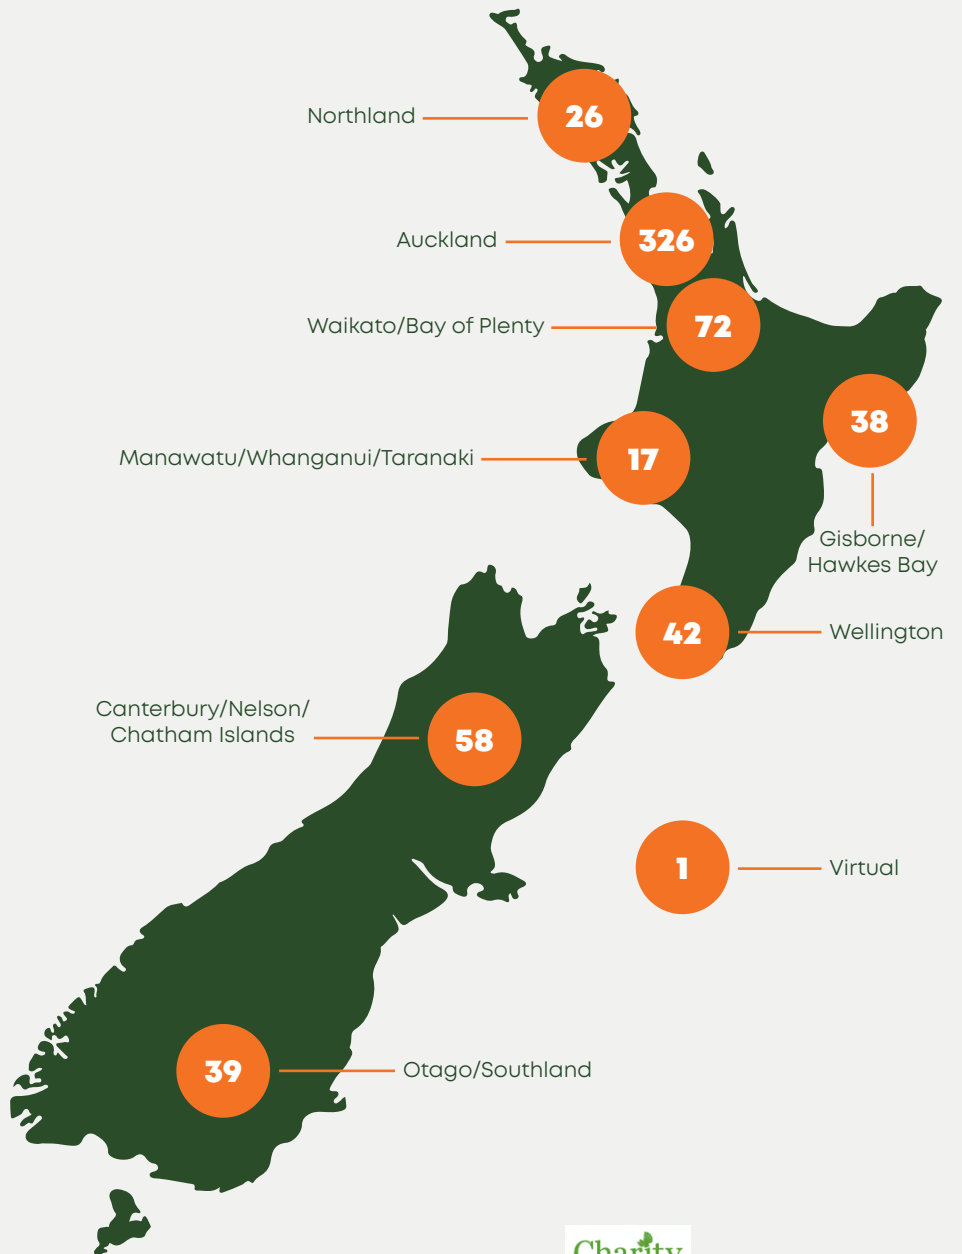 26
Northland
326
Auckland
72
Waikato/Bay of Plenty
38
17
Manawatu/Whanganui/Taranaki
Gisborne/
Hawkes Bay
42
Wellington
Canterbury/Nelson/
Chatham Islands
58
1
Virtual
39
Otago/Southland
Charity